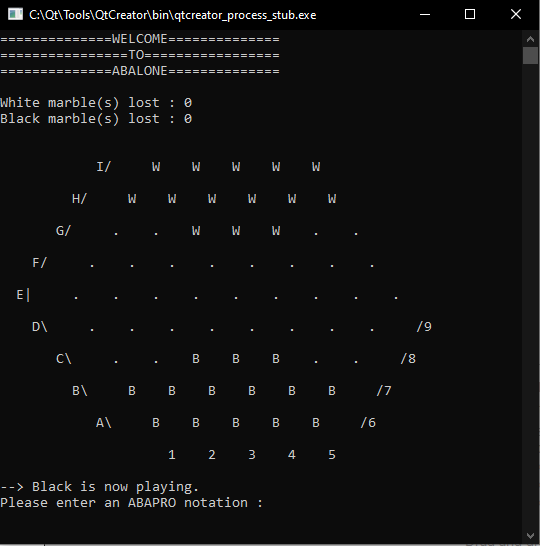 C:\Qt\Tools\QtCreator\bin\qtcreator_process_stub.exe
==============WELCOME==============
================TO=================
==============ABALONE==============
White marble(s) lost : 0
Black marble(s) lost : 0
I/ W W W W W
H/ W W W W W W
G/ . . W W W . .
F/ . . . . . . . .
E| . . . . . . . . .
D\ . . . . . . . . /9
C\ . . B B B . . /8
B\ B B B B B B /7
A\ B B B B B /6
1 2 3 4 5
--> Black is now playing.
Please enter an ABAPRO notation :